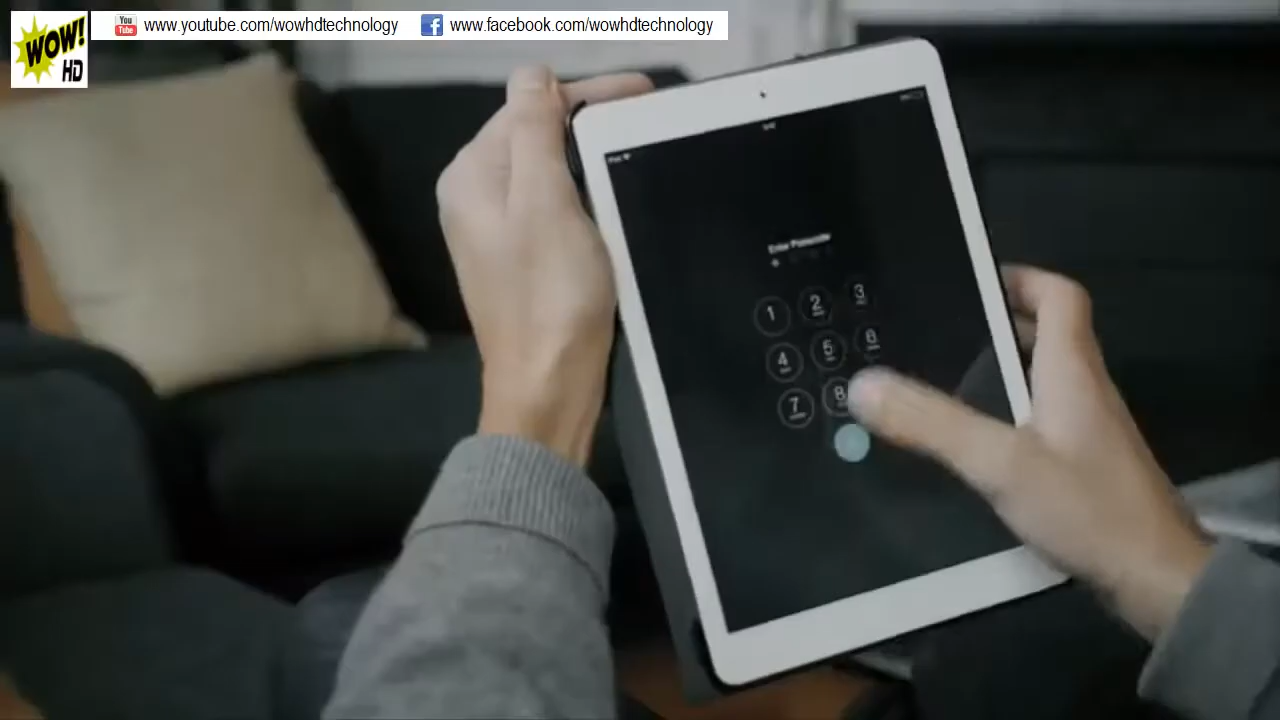 WOW! HD
You Tube www.youtube.com/wowhdtechnology
f www.facebook.com/wowhdtechnology
Enter Passcode
1 2 3
4 5 6
7 8